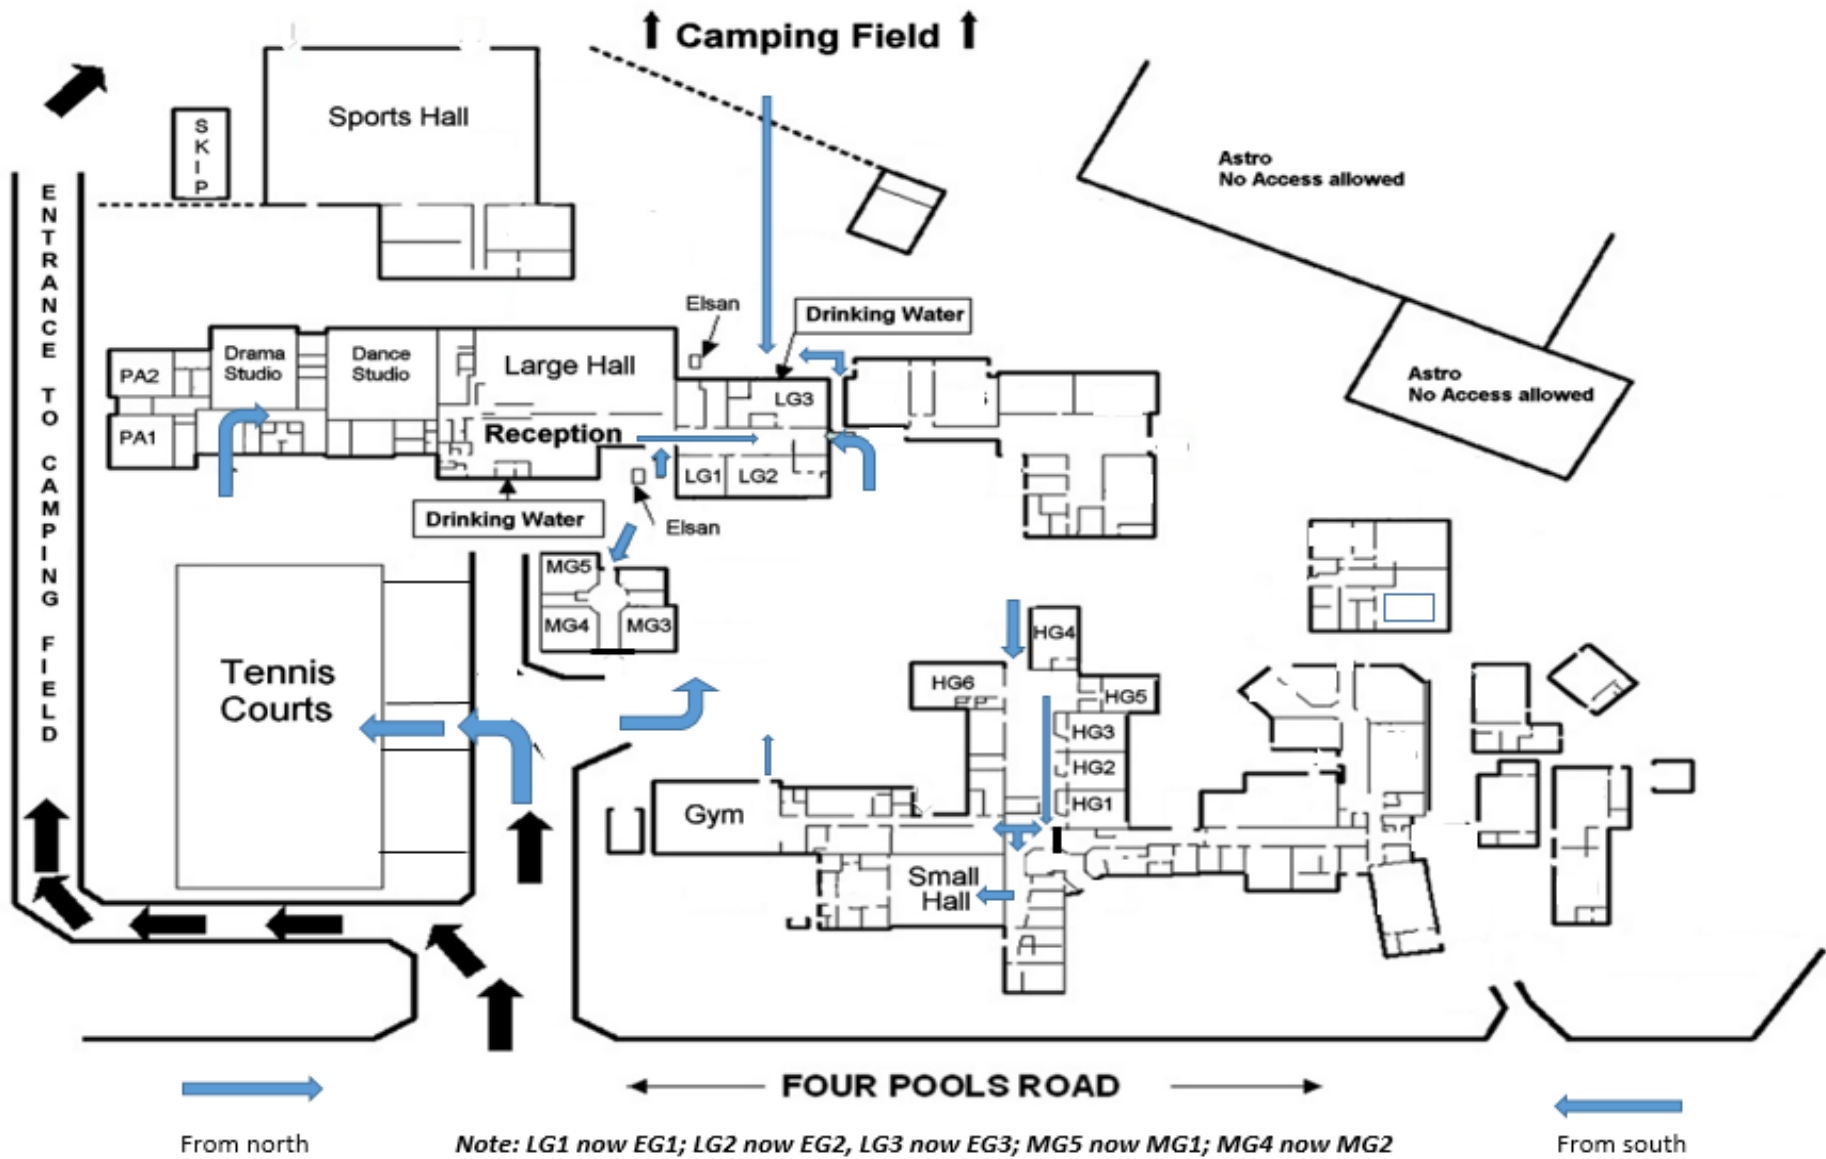 Camping Field
Sports Hall
SKIP
Astro
No Access allowed
ENTRANCE TO CAMPING FIELD
Elsan
Drinking Water
Drama
Studio
Dance
Studio
Large Hall
PA2
LG3
Astro
No Access allowed
PA1
Reception
LG1
LG2
Drinking Water
Elsan
MG5
MG4
MG3
HG4
Tennis
Courts
HG6
HG5
HG3
HG2
HG1
Gym
Small
Hall
FOUR POOLS ROAD
From north
Note: LG1 now EG1; LG2 now EG2, LG3 now EG3; MG5 now MG1; MG4 now MG2
From south